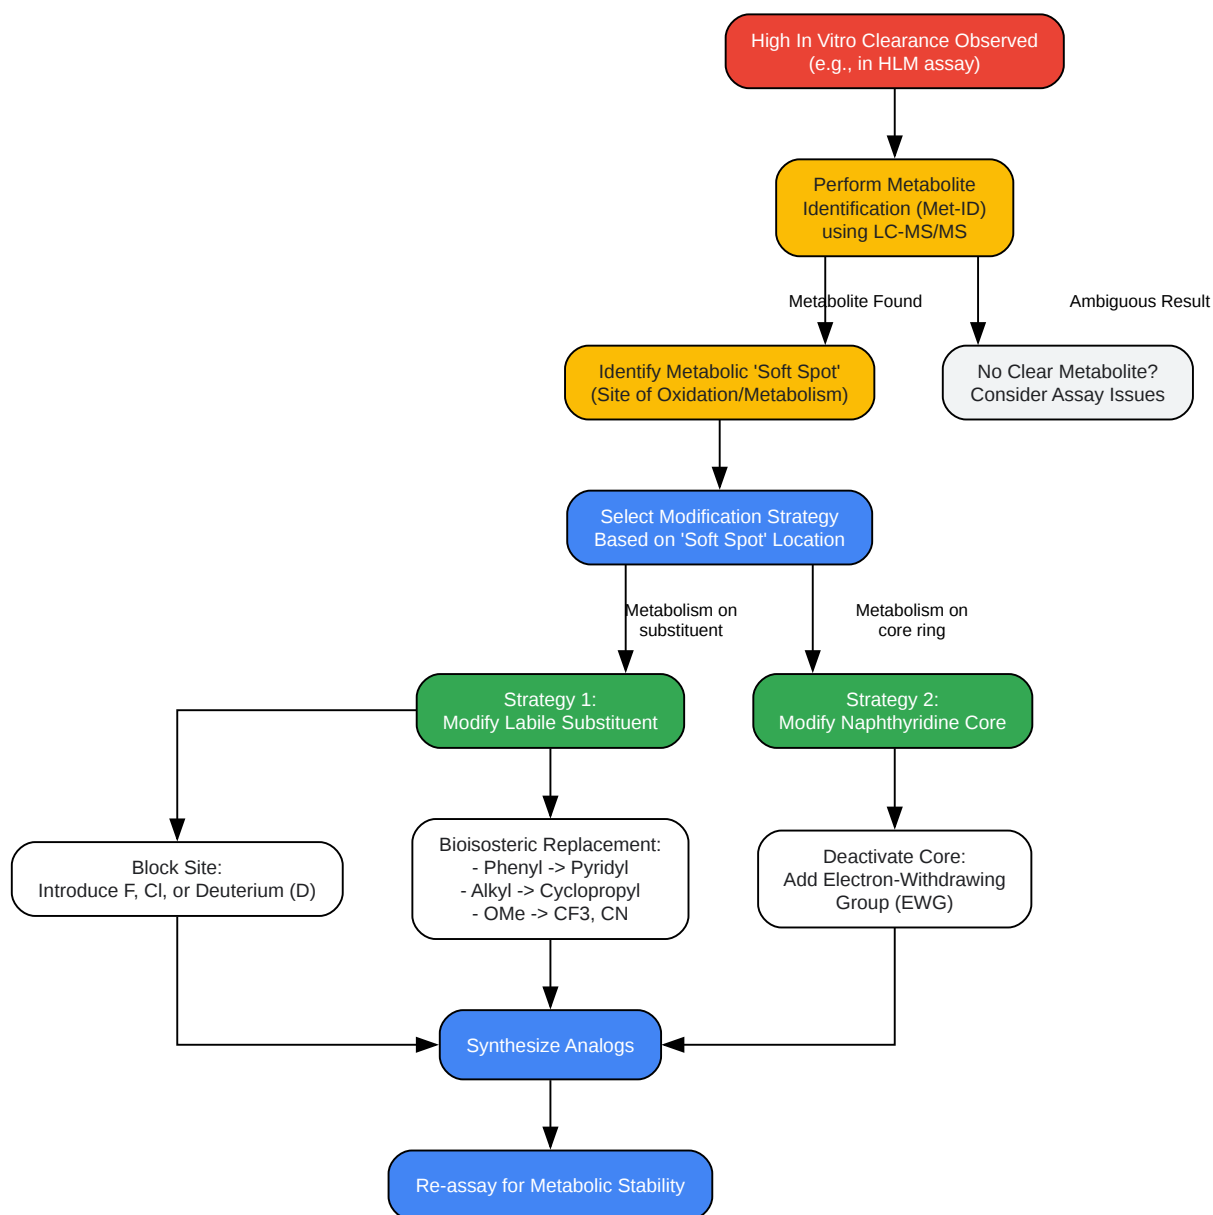 High In Vitro Clearance Observed
(e.g., in HLM assay)
Perform Metabolite
Identification (Met-ID)
using LC-MS/MS
Metabolite Found
Ambiguous Result
Identify Metabolic 'Soft Spot'
(Site of Oxidation/Metabolism)
No Clear Metabolite?
Consider Assay Issues
Select Modification Strategy
Based on 'Soft Spot' Location
Metabolism on
substituent
Metabolism on
core ring
Strategy 1:
Modify Labile Substituent
Strategy 2:
Modify Naphthyridine Core
Block Site:
Introduce F, Cl, or Deuterium (D)
Bioisosteric Replacement:
- Phenyl -> Pyridyl
- Alkyl -> Cyclopropyl
- OMe -> CF3, CN
Deactivate Core:
Add Electron-Withdrawing
Group (EWG)
Synthesize Analogs
Re-assay for Metabolic Stability